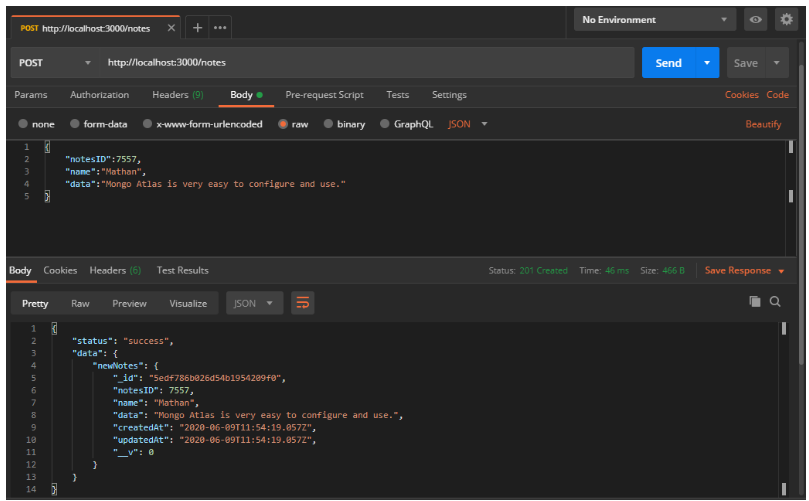 POST http://localhost:3000/notes
No Environment
POST http://localhost:3000/notes Send Save
Params Authorization Headers (9) Body Pre-request Script Tests Settings Cookies Code
none form-data x-www-form-urlencoded raw binary GraphQL JSON Beautify
1 {
2 "notesID":7557,
3 "name":"Mathan",
4 "data":"Mongo Atlas is very easy to configure and use."
5 }
Body Cookies Headers (6) Test Results Status: 201 Created Time: 46 ms Size: 466 B Save Response
Pretty Raw Preview Visualize JSON
1 {
2 "status": "success",
3 "data": {
4 "newNotes": {
5 "_id": "5edf786b026d54b1954209f0",
6 "notesID": 7557,
7 "name": "Mathan",
8 "data": "Mongo Atlas is very easy to configure and use.",
9 "createdAt": "2020-06-09T11:54:19.057Z",
10 "updatedAt": "2020-06-09T11:54:19.057Z",
11 "__v": 0
12 }
13 }
14 }